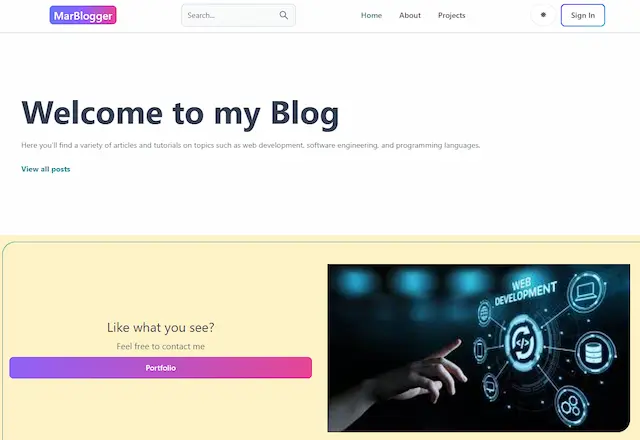 MarBlogger
Search...
Home
About
Projects
Sign In
Welcome to my Blog
Here you'll find a variety of articles and tutorials on topics such as web development, software engineering, and programming languages.
View all posts
Like what you see?
Feel free to contact me
Portfolio
WEB
DEVELOPMENT
</>